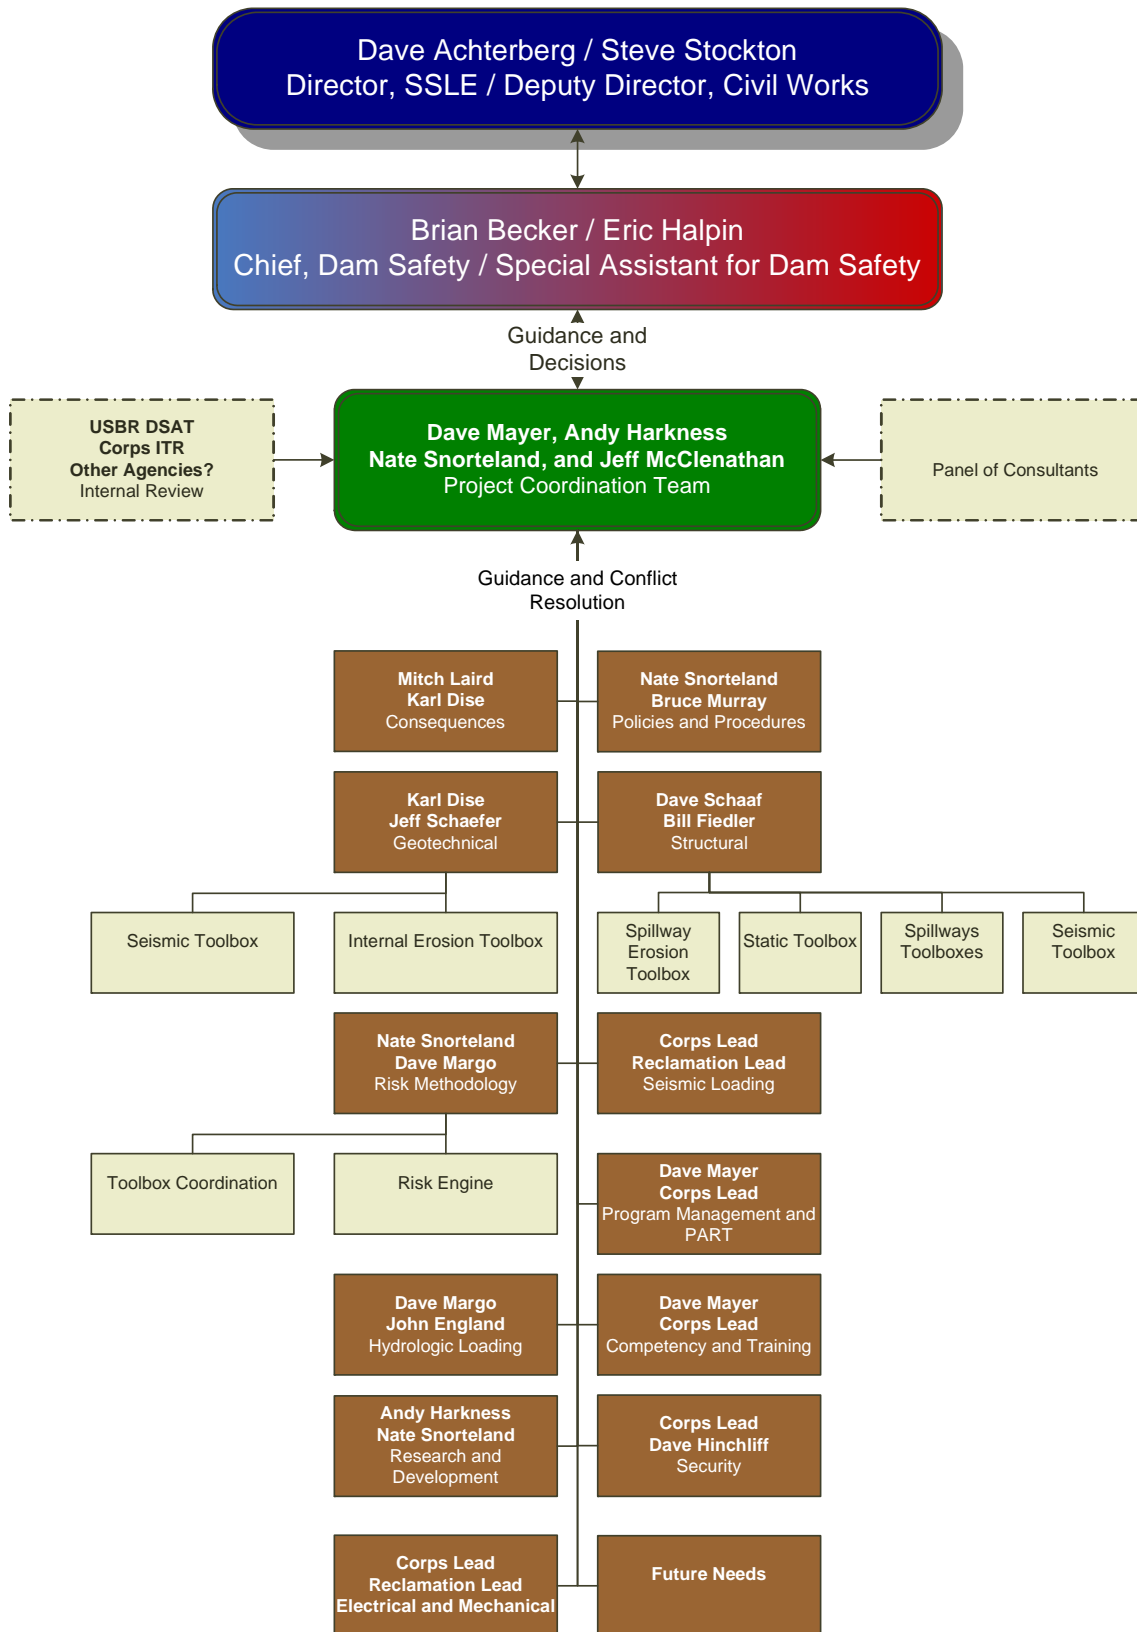 Dave Achterberg / Steve Stockton
Director, SSLE / Deputy Director, Civil Works
Brian Becker / Eric Halpin
Chief, Dam Safety / Special Assistant for Dam Safety
Guidance and
Decisions
USBR DSAT
Corps ITR
Other Agencies?
Internal Review
Dave Mayer, Andy Harkness
Nate Snorteland, and Jeff McClenathan
Project Coordination Team
Panel of Consultants
Guidance and Conflict
Resolution
Mitch Laird
Karl Dise
Consequences
Nate Snorteland
Bruce Murray
Policies and Procedures
Karl Dise
Jeff Schaefer
Geotechnical
Dave Schaaf
Bill Fiedler
Structural
Seismic Toolbox
Internal Erosion Toolbox
Spillway
Erosion
Toolbox
Static Toolbox
Spillways
Toolboxes
Seismic
Toolbox
Nate Snorteland
Dave Margo
Risk Methodology
Corps Lead
Reclamation Lead
Seismic Loading
Toolbox Coordination
Risk Engine
Dave Mayer
Corps Lead
Program Management and
PART
Dave Margo
John England
Hydrologic Loading
Dave Mayer
Corps Lead
Competency and Training
Andy Harkness
Nate Snorteland
Research and
Development
Corps Lead
Dave Hinchliff
Security
Corps Lead
Reclamation Lead
Electrical and Mechanical
Future Needs